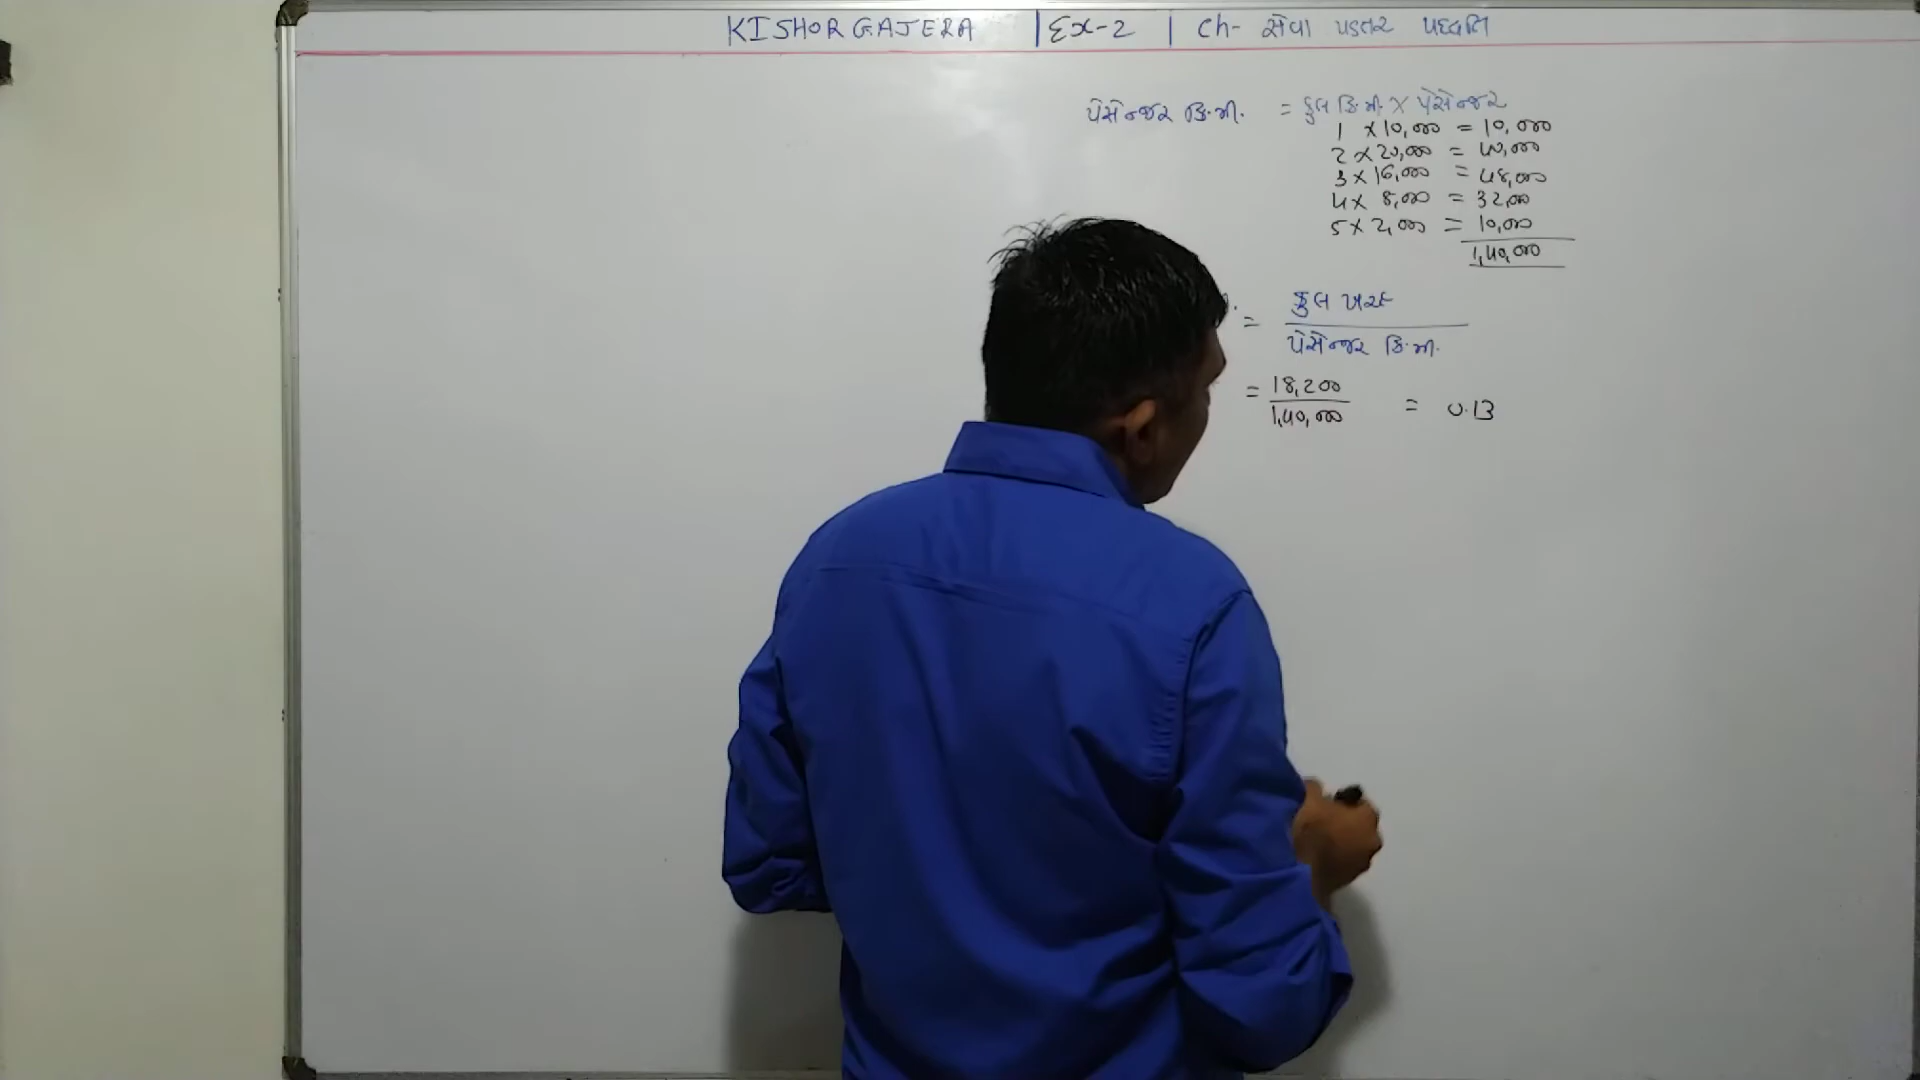 KISHOR GAJERA | Ex-2 | Ch- સેવા પડતર પધ્ધતિ
પેસેન્જર કિ.મી. = કુલ કિ.મી. X પેસેન્જર
1 x 10,000 = 10,000
2 x 20,000 = 40,000
3 x 16,000 = 48,000
4 x 8,000 = 32,000
5 x 2,000 = 10,000
1,40,000
= કુલ ખર્ચ
પેસેન્જર કિ.મી.
= 18,200 = 0.13
1,40,000